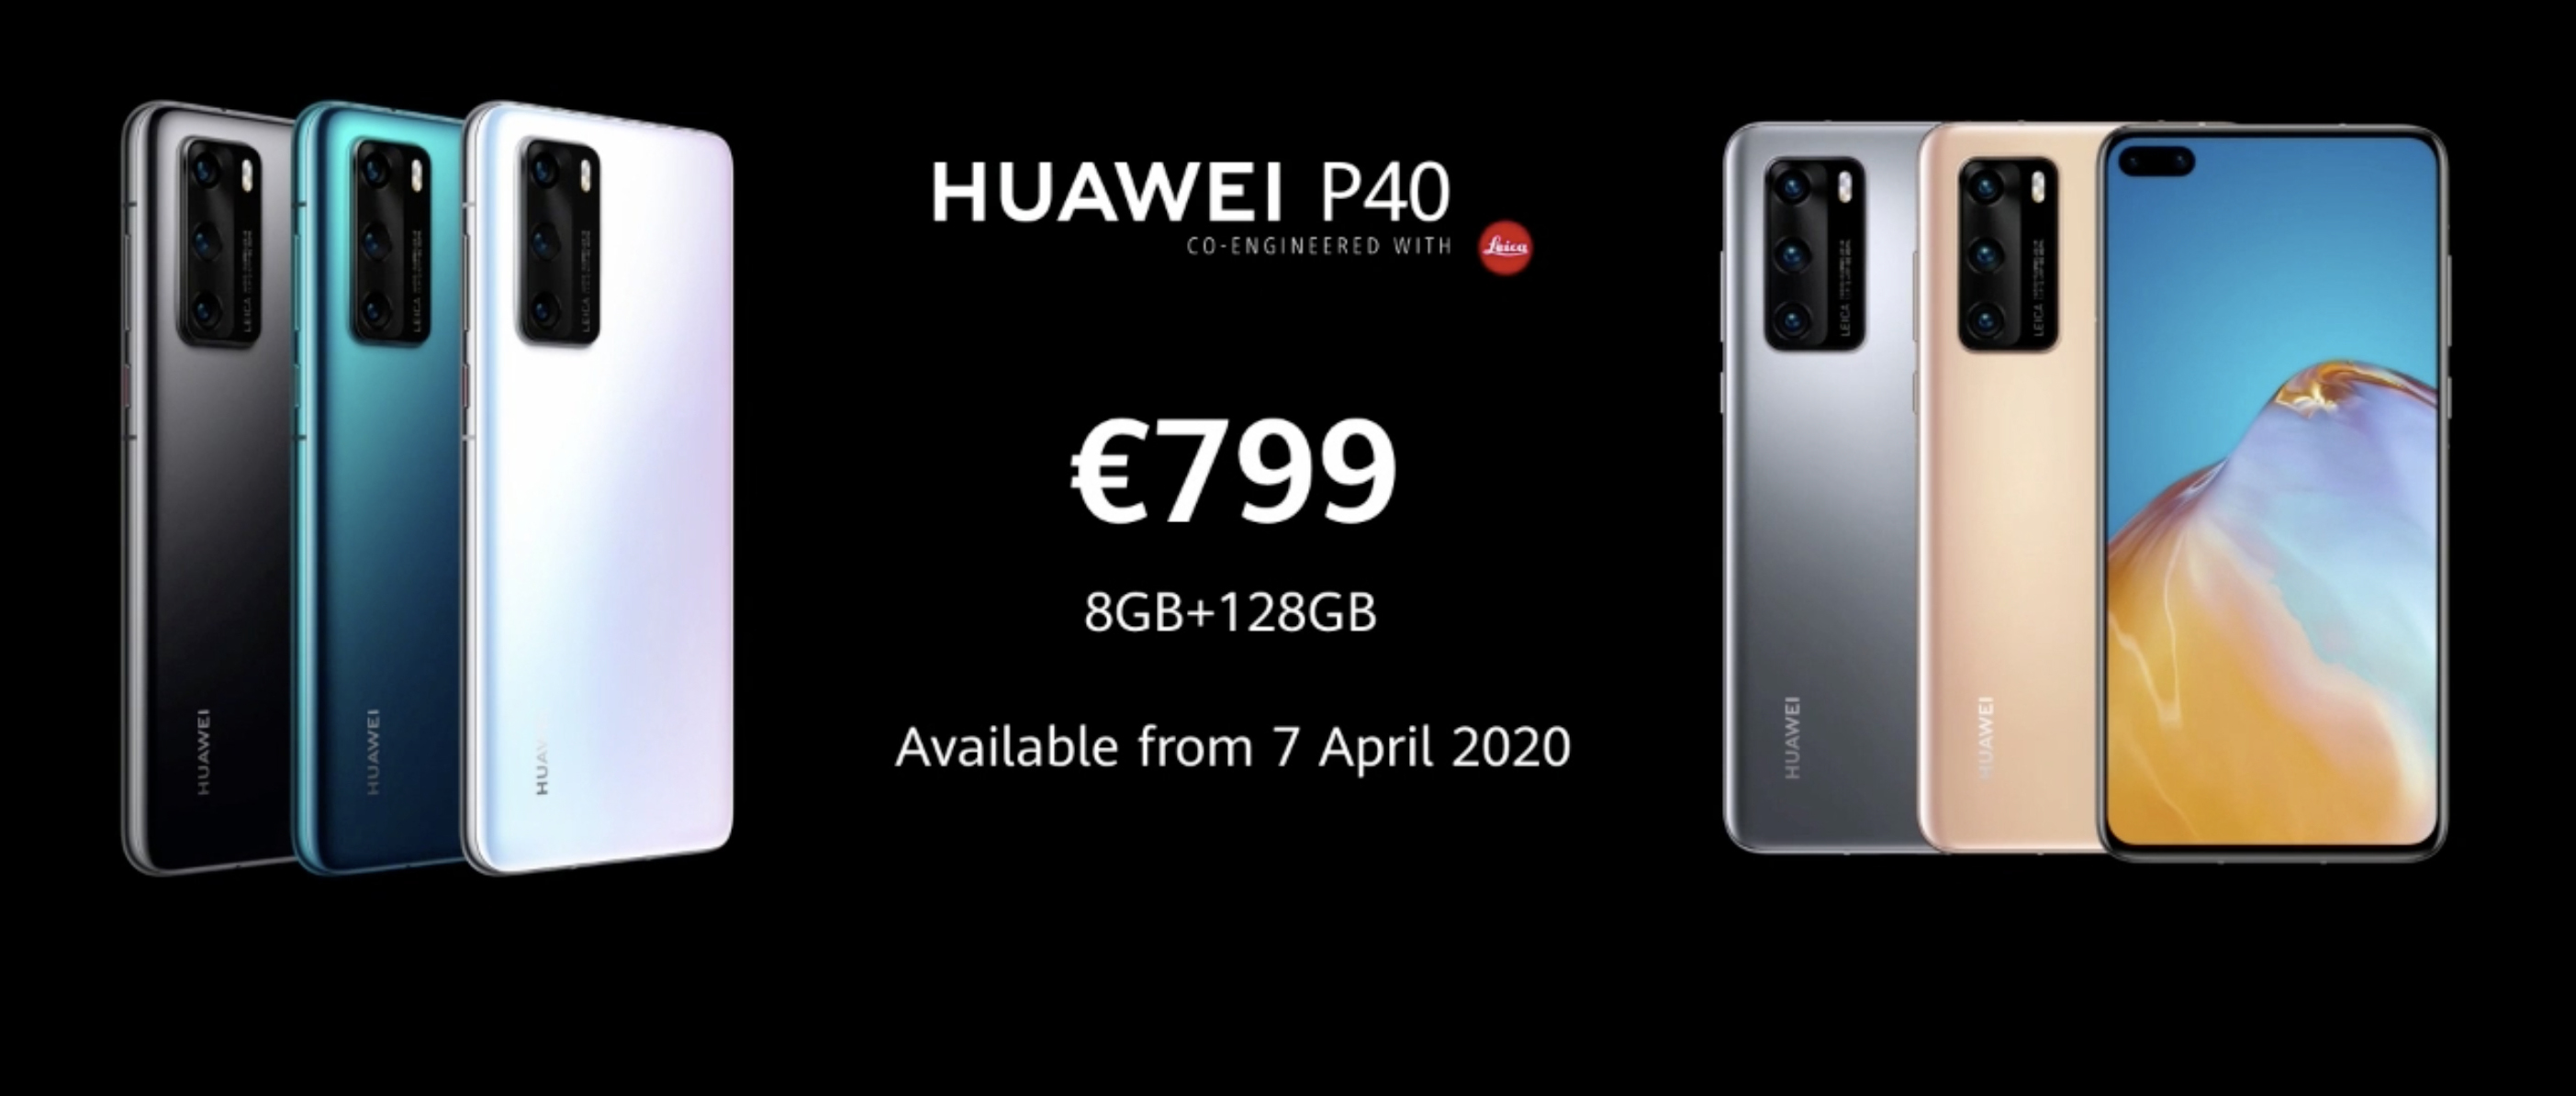 HUAWEI P40
CO-ENGINEERED WITH
Leica
€799
8GB+128GB
Available from 7 April 2020
HUAWEI
HUAWEI
HUAWEI
HUAWEI
LEICA
LEICA
LEICA
LEICA
LEICA